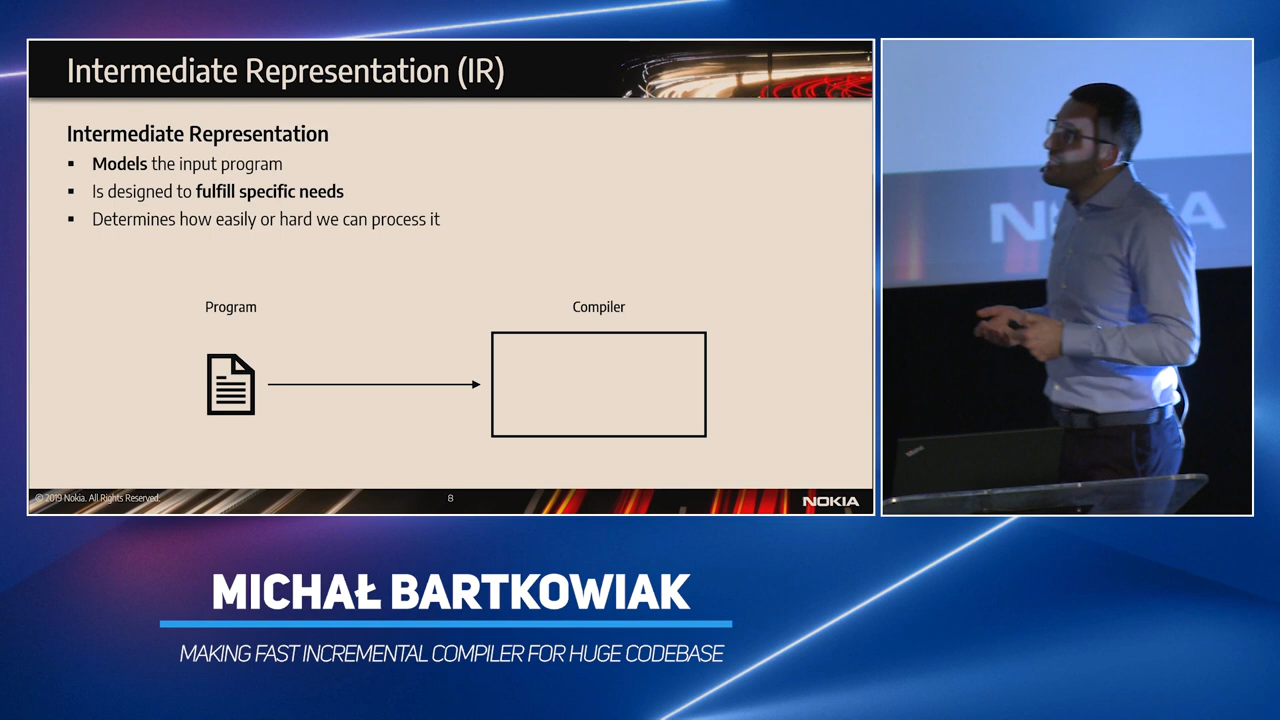 Intermediate Representation (IR)
Intermediate Representation
▪ Models the input program
▪ Is designed to fulfill specific needs
▪ Determines how easily or hard we can process it
Program
Compiler
© 2019 Nokia. All Rights Reserved.
8
NOKIA
NOKIA
MICHAŁ BARTKOWIAK
MAKING FAST INCREMENTAL COMPILER FOR HUGE CODEBASE